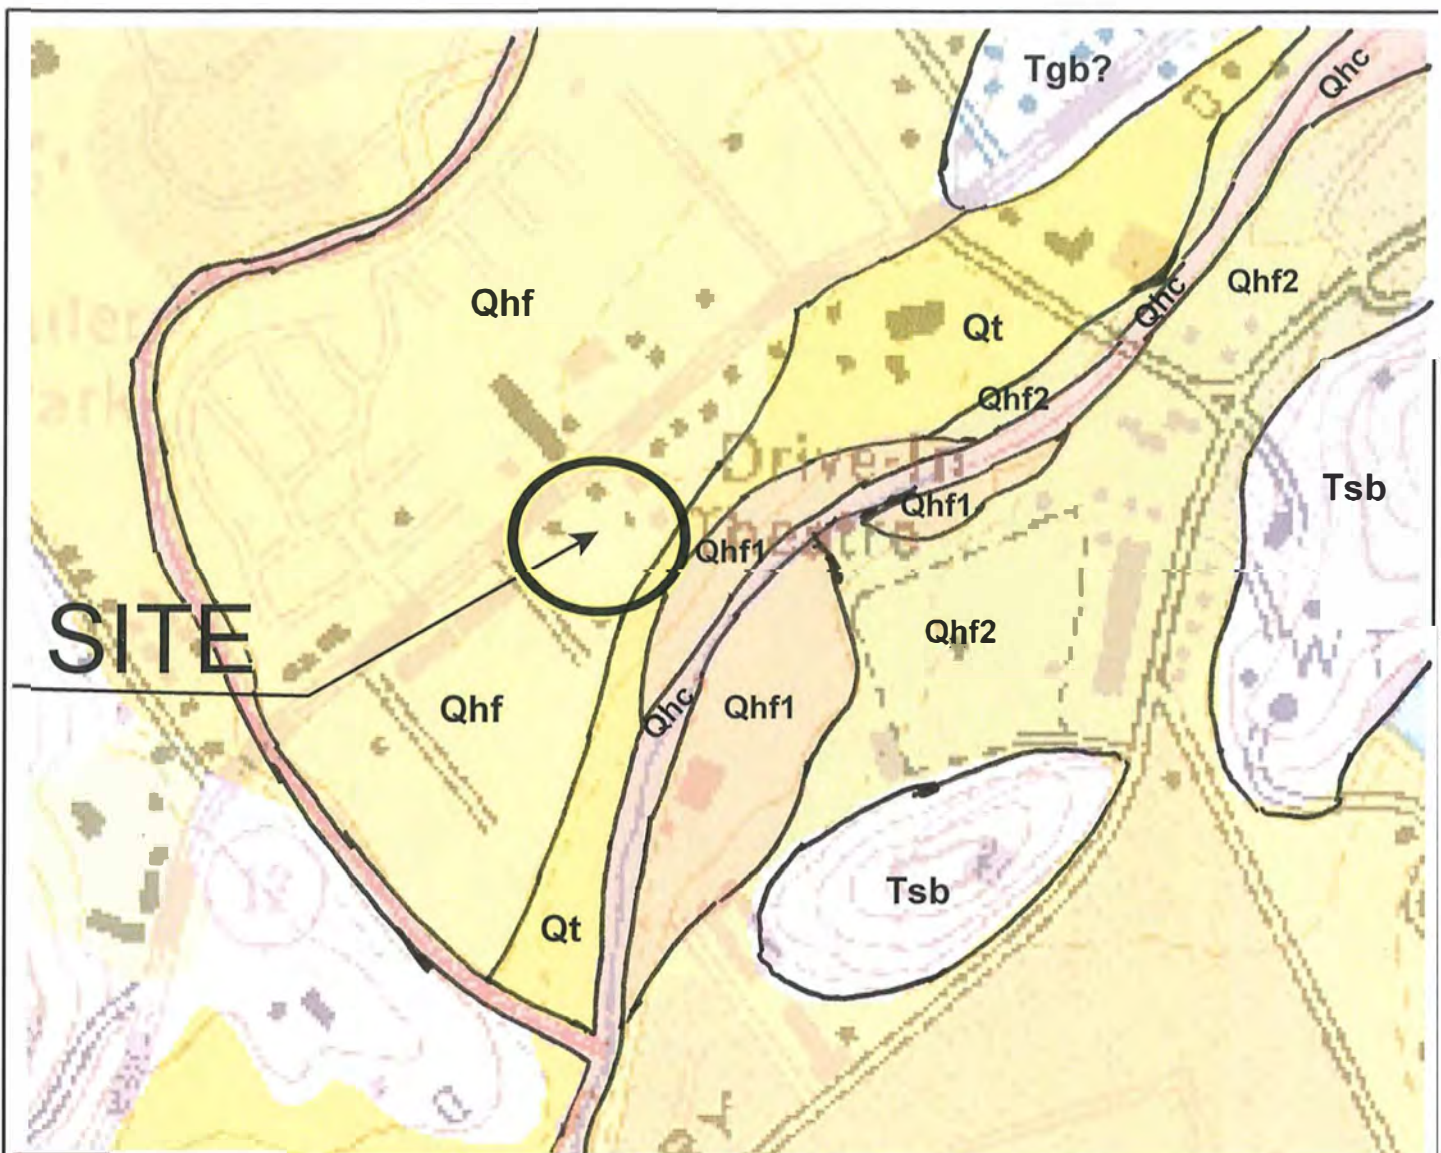 Tgb?
Qhc
Qhf2
Qhf
Qhc
Qt
Qhf2
Drive-In
Theatre
Tsb
Qhf1
Qhf1
SITE
Qhf2
Qhf
Qhc
Qhf1
Tsb
Qt